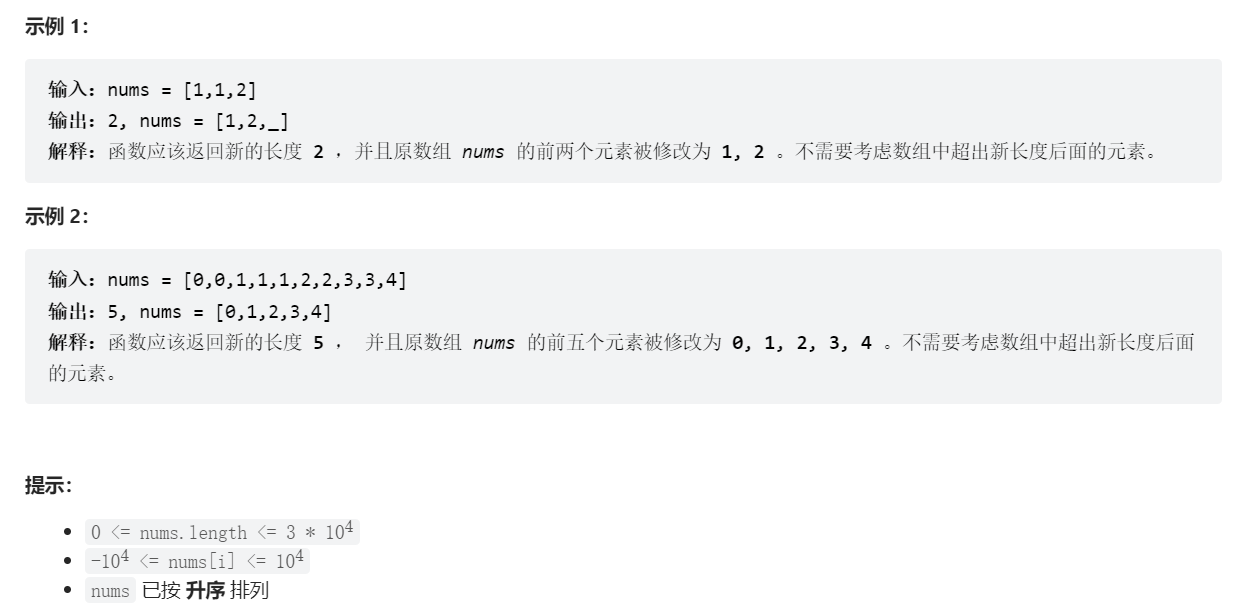 示例 1：
输入：nums = [1,1,2]
输出：2, nums = [1,2,_]
解释：函数应该返回新的长度 2 ，并且原数组 nums 的前两个元素被修改为 1, 2 。不需要考虑数组中超出新长度后面的元素。
示例 2：
输入：nums = [0,0,1,1,1,2,2,3,3,4]
输出：5, nums = [0,1,2,3,4]
解释：函数应该返回新的长度 5 ， 并且原数组 nums 的前五个元素被修改为 0, 1, 2, 3, 4 。不需要考虑数组中超出新长度后面
的元素。
提示：
• 0 <= nums.length <= 3 * 10⁴
• -10⁴ <= nums[i] <= 10⁴
• nums 已按 升序 排列